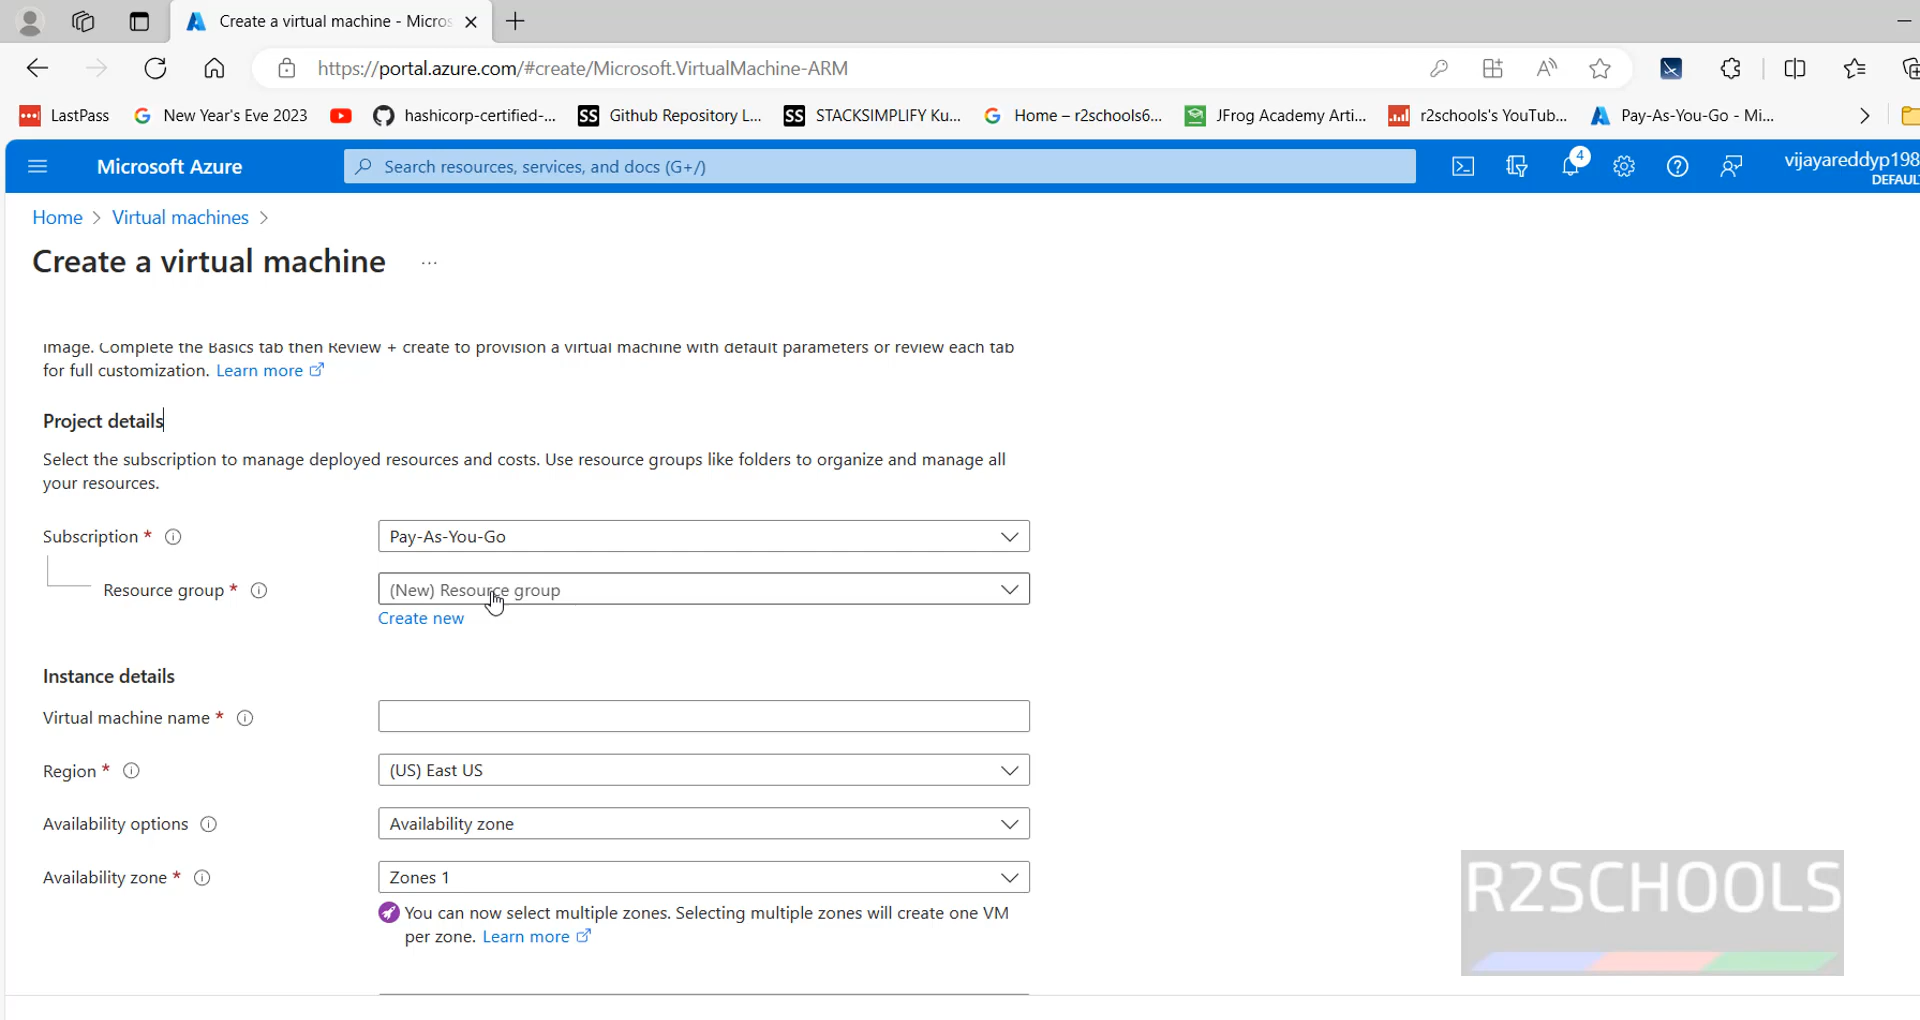 Create a virtual machine - Micros
https://portal.azure.com/#create/Microsoft.VirtualMachine-ARM
LastPass
New Year's Eve 2023
hashicorp-certified-...
SS
Github Repository L...
SS
STACKSIMPLIFY Ku...
Home – r2schools6...
JFrog Academy Arti...
r2schools's YouTub...
Pay-As-You-Go - Mi...
Microsoft Azure
Search resources, services, and docs (G+/)
4
vijayareddyp198
DEFAULT
Home > Virtual machines >
Create a virtual machine ...
image. Complete the Basics tab then Review + create to provision a virtual machine with default parameters or review each tab
for full customization. Learn more
Project details
Select the subscription to manage deployed resources and costs. Use resource groups like folders to organize and manage all
your resources.
Subscription * Pay-As-You-Go
Resource group * (New) Resource group
Create new
Instance details
Virtual machine name *
Region * (US) East US
Availability options Availability zone
Availability zone * Zones 1
You can now select multiple zones. Selecting multiple zones will create one VM
per zone. Learn more
R2SCHOOLS